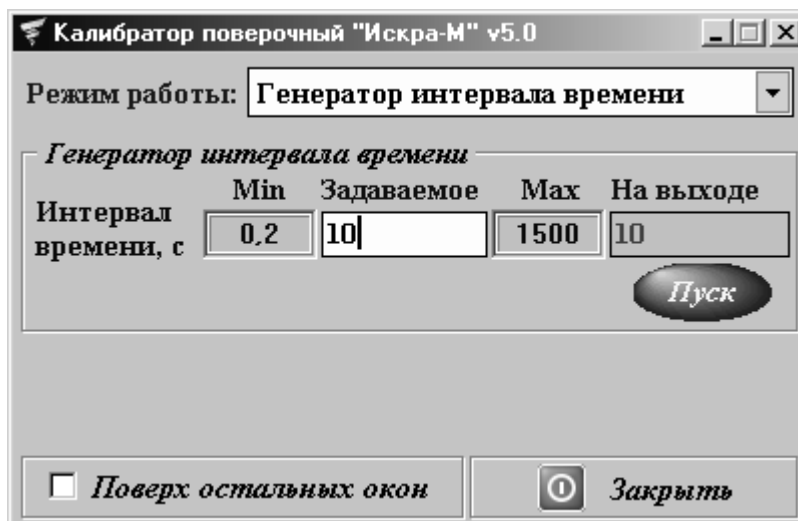 Калибратор поверочный "Искра-М" v5.0
Режим работы: Генератор интервала времени
Генератор интервала времени
Min Задаваемое Max На выходе
Интервал
времени, с 0,2 10 1500 10
Пуск
Поверх остальных окон Закрыть